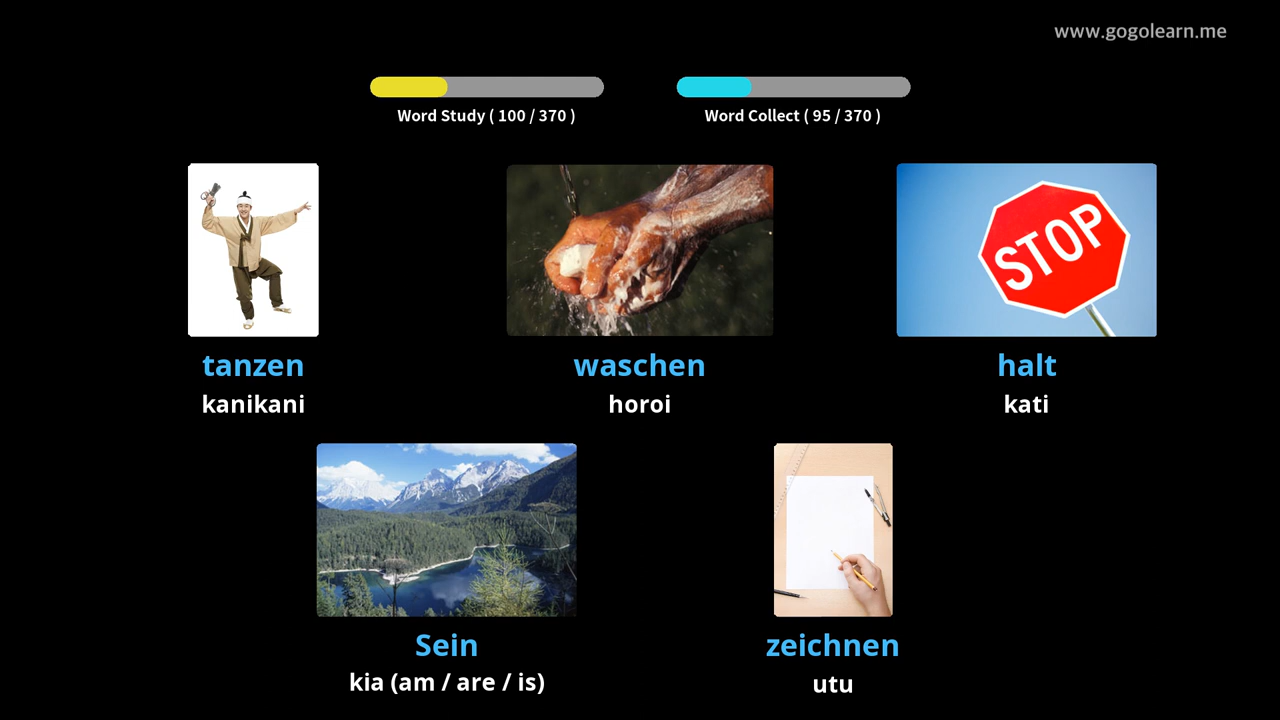 www.gogolearn.me
Word Study ( 100 / 370 )
Word Collect ( 95 / 370 )
STOP
tanzen
kanikani
waschen
horoi
halt
kati
Sein
kia (am / are / is)
zeichnen
utu